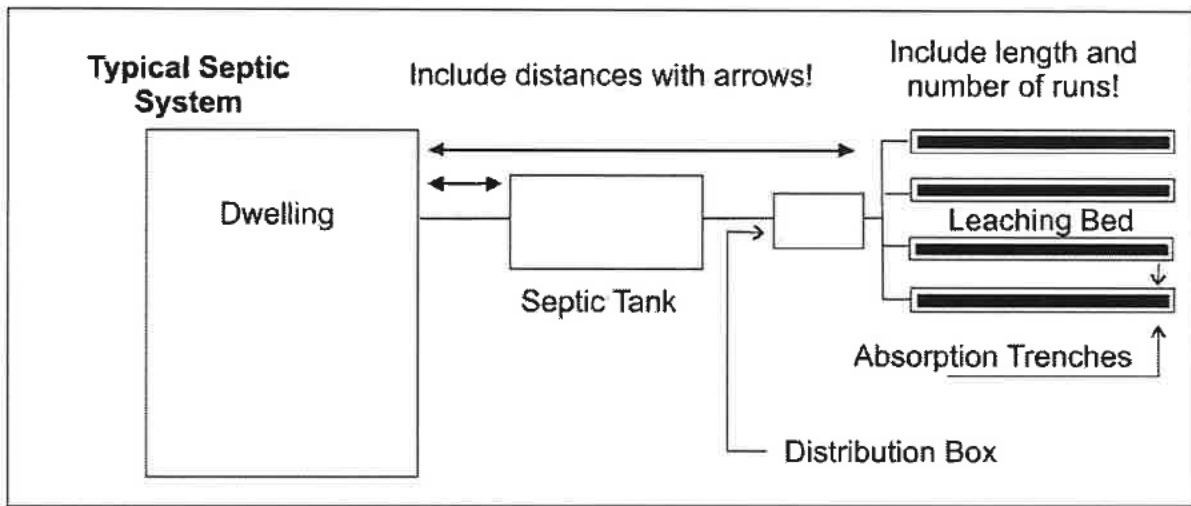 Typical Septic
System
Include distances with arrows!
Include length and
number of runs!
Dwelling
Septic Tank
Leaching Bed
Absorption Trenches
Distribution Box